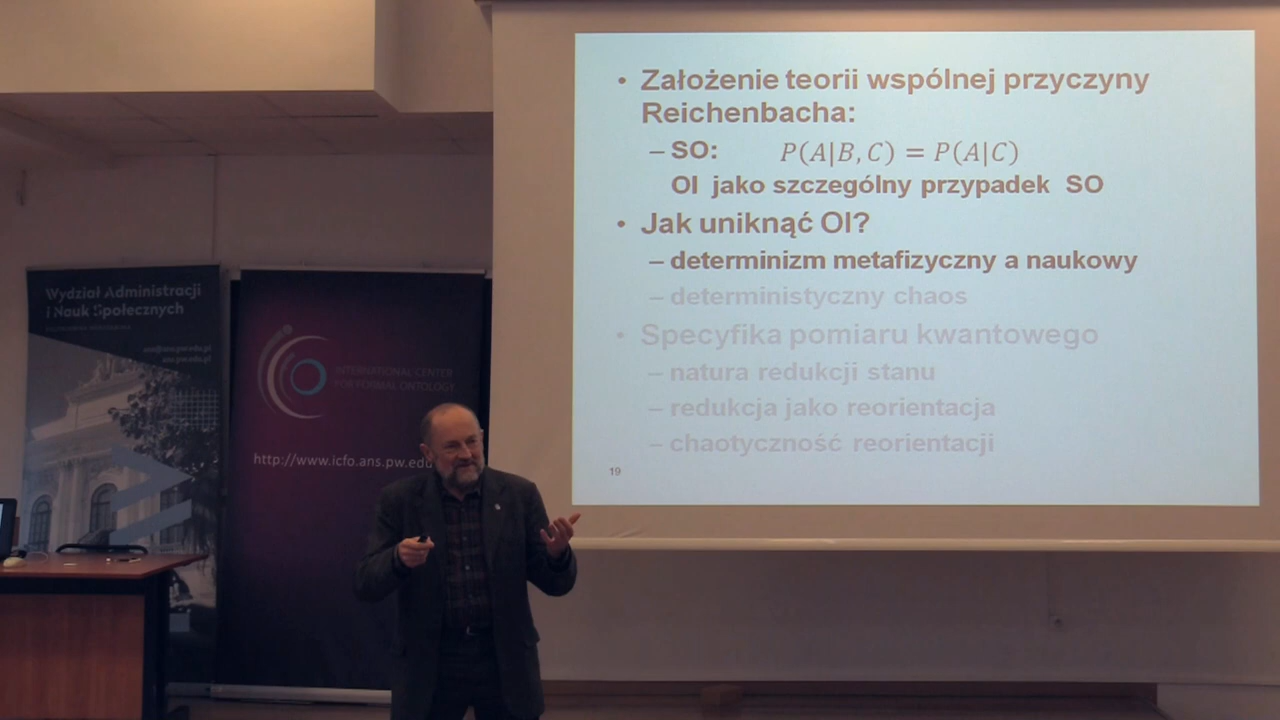 • Założenie teorii wspólnej przyczyny
Reichenbacha:
– SO: P(A|B, C) = P(A|C)
OI jako szczególny przypadek SO
• Jak uniknąć OI?
– determinizm metafizyczny a naukowy
– deterministyczny chaos
• Specyfika pomiaru kwantowego
– natura redukcji stanu
– redukcja jako reorientacja
– chaotyczność reorientacji
19
Wydział Administracji
i Nauk Społecznych
INTERNATIONAL CENTER
FOR FORMAL ONTOLOGY
http://www.icfo.ans.pw.edu